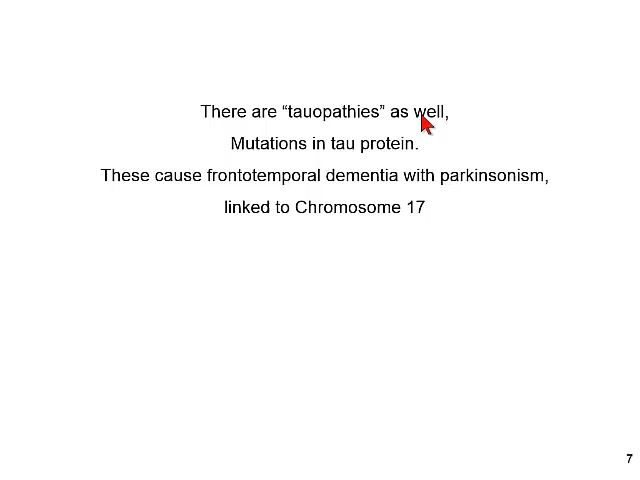 There are “tauopathies” as well,
Mutations in tau protein.
These cause frontotemporal dementia with parkinsonism,
linked to Chromosome 17
7